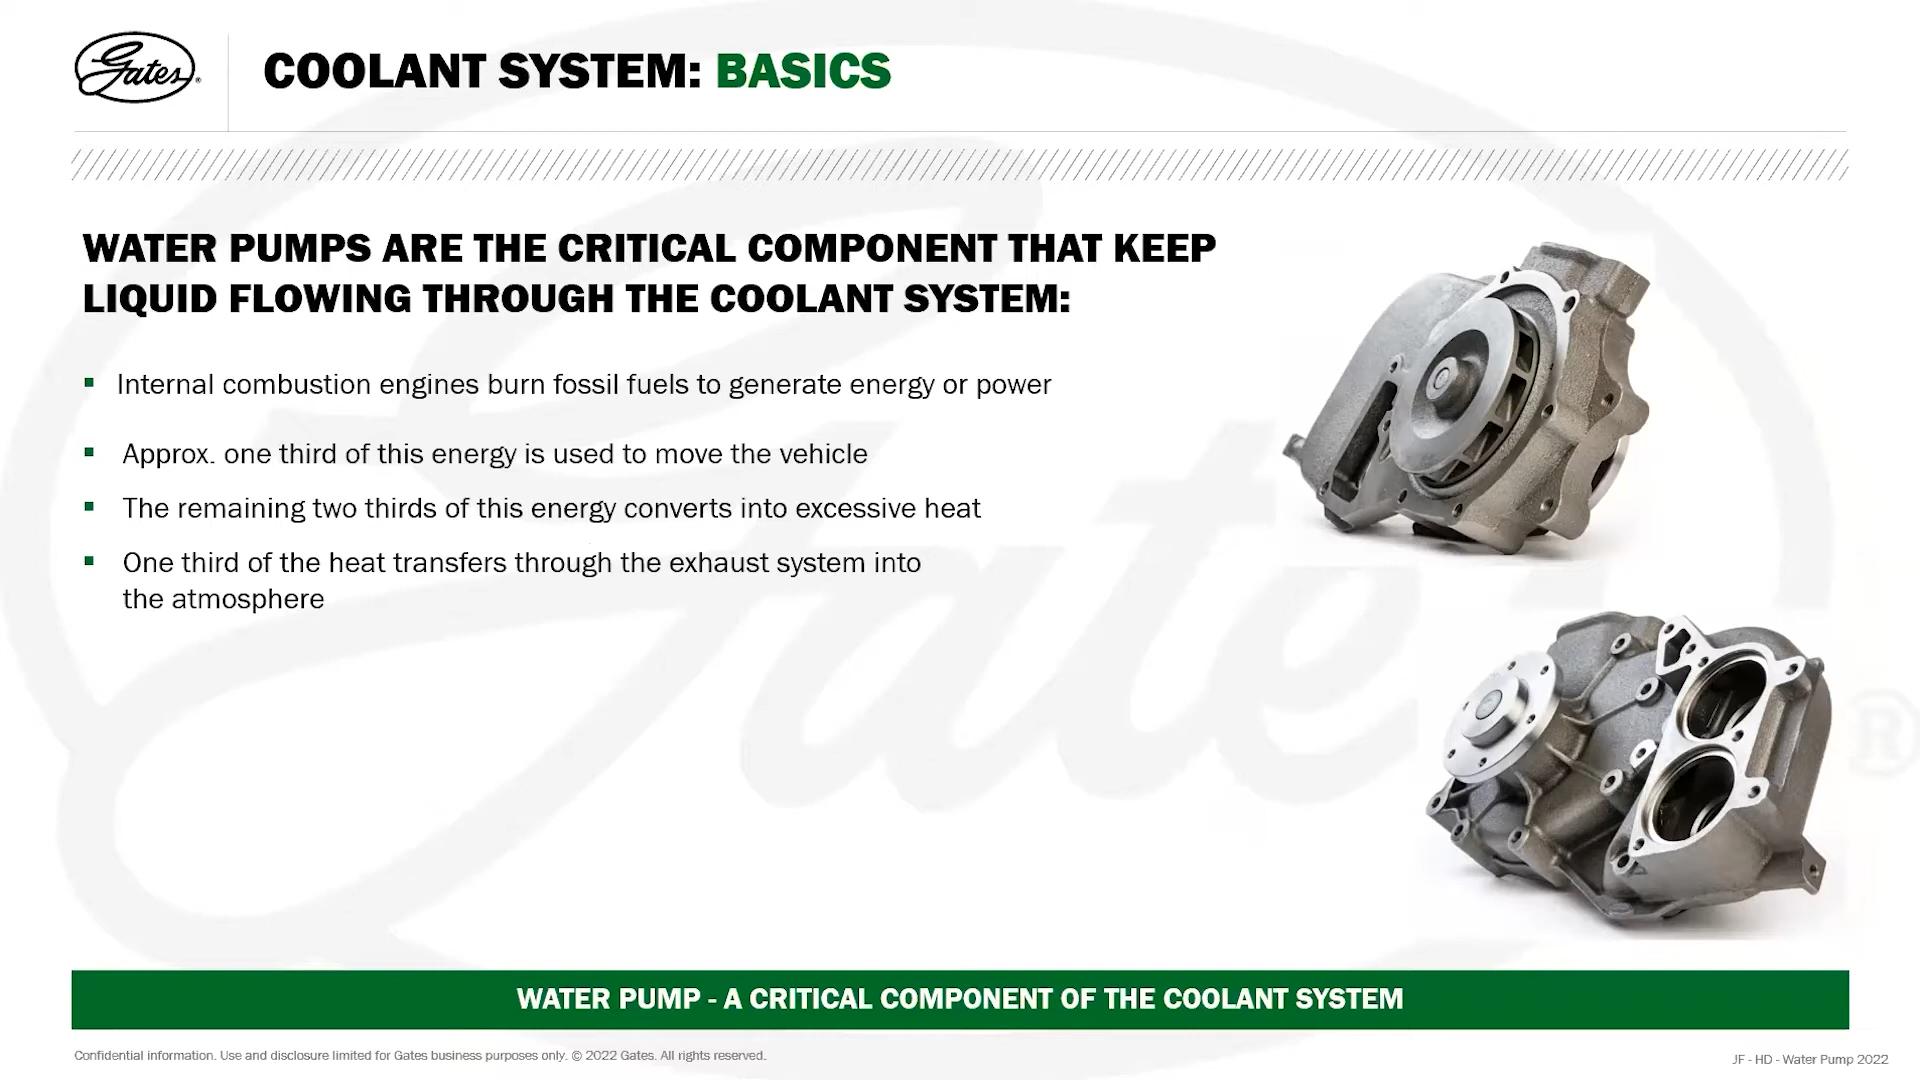 Gates®
COOLANT SYSTEM: BASICS
WATER PUMPS ARE THE CRITICAL COMPONENT THAT KEEP
LIQUID FLOWING THROUGH THE COOLANT SYSTEM:
▪ Internal combustion engines burn fossil fuels to generate energy or power
▪ Approx. one third of this energy is used to move the vehicle
▪ The remaining two thirds of this energy converts into excessive heat
▪ One third of the heat transfers through the exhaust system into
the atmosphere
Gates®
WATER PUMP - A CRITICAL COMPONENT OF THE COOLANT SYSTEM
Confidential information. Use and disclosure limited for Gates business purposes only. © 2022 Gates. All rights reserved.
JF - HD - Water Pump 2022